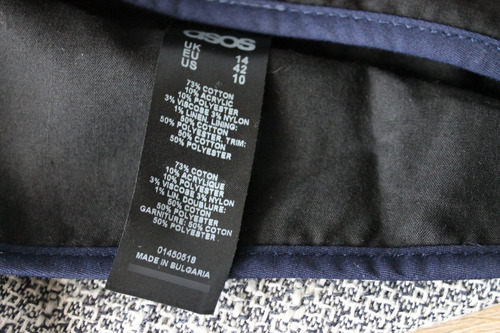 asos
UK 14
EU 42
US 10
73% COTTON
10% ACRYLIC
10% POLYESTER
3% VISCOSE 3% NYLON
1% LINEN. LINING:
50% COTTON
50% POLYESTER, TRIM:
50% COTTON
50% POLYESTER
73% COTON
10% ACRYLIQUE
10% POLYESTER
3% VISCOSE 3% NYLON
1% LIN, DOUBLURE:
50% COTON
50% POLYESTER
GARNITURE: 50% COTON
50% POLYESTER
01450518
MADE IN BULGARIA